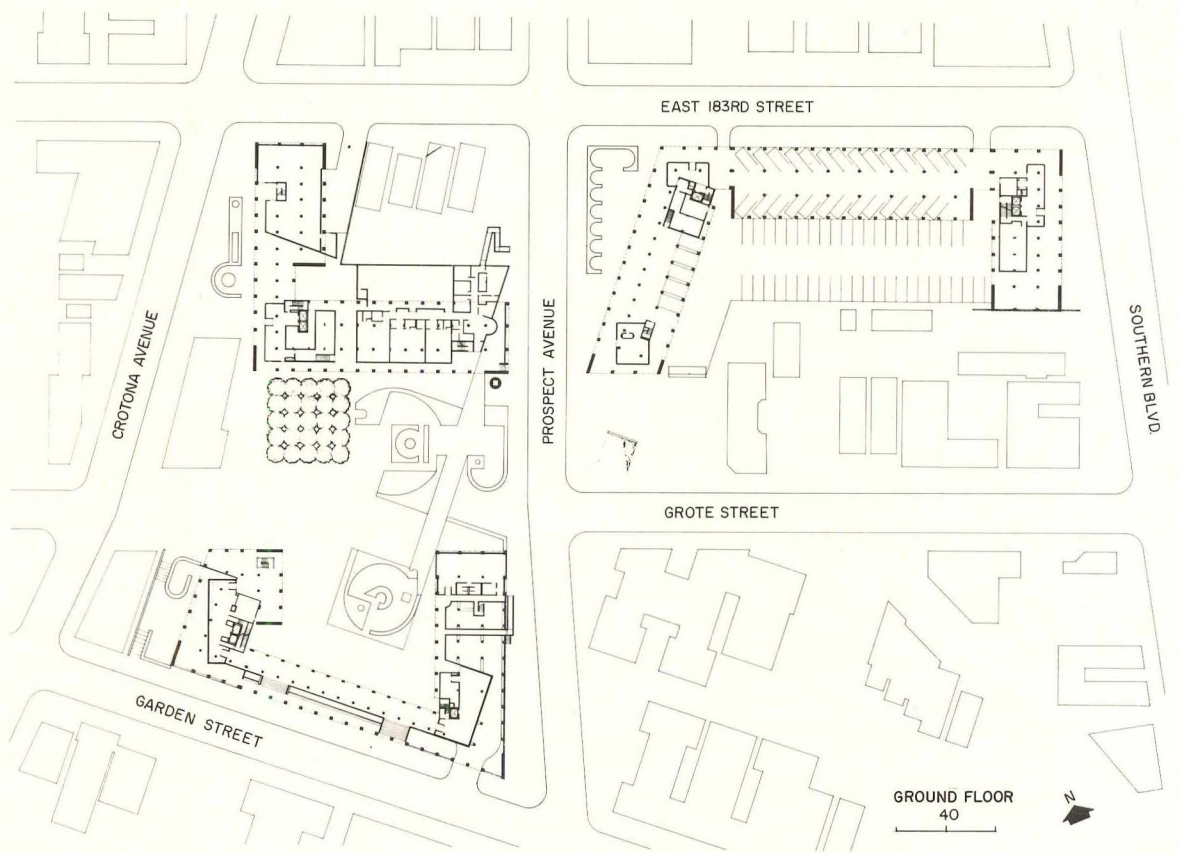 EAST 183RD STREET
CROTONA AVENUE
PROSPECT AVENUE
SOUTHERN BLVD.
GROTE STREET
GARDEN STREET
GROUND FLOOR
40
N